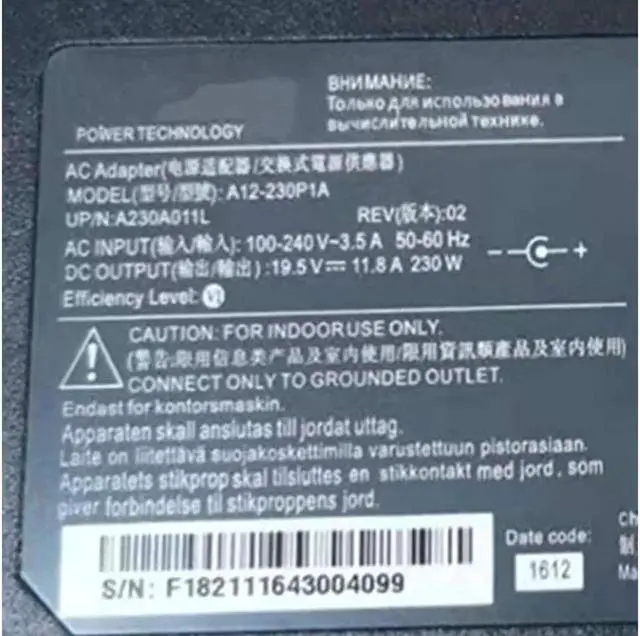 ВНИМАНИЕ:
Только для использования в
вычислительной технике.
POWER TECHNOLOGY
AC Adapter(电源适配器/交換式電源供應器)
MODEL(型号/型號): A12-230P1A
UP/N:A230A011L REV(版本):02
AC INPUT(输入/輸入): 100-240 V~3.5 A 50-60 Hz
DC OUTPUT(输出/輸出) :19.5 V⎓ 11.8 A 230 W
- +
Efficiency Level: VI
CAUTION: FOR INDOOR USE ONLY.
(警告:限用信息类产品及室内使用/限用資訊類產品及室內使用)
CONNECT ONLY TO GROUNDED OUTLET.
Endast for kontorsmaskin.
Apparaten skall anslutas till jordat uttag.
Laite on liitettävä suojakoskettimilla varustettuun pistorasiaan.
Apparatets stikprop skal tilsluttes en stikkontakt med jord, som
giver forbindelse til stikproppens jord.
S/N: F182111643004099
Date code:
1612
Ch
制
Ma